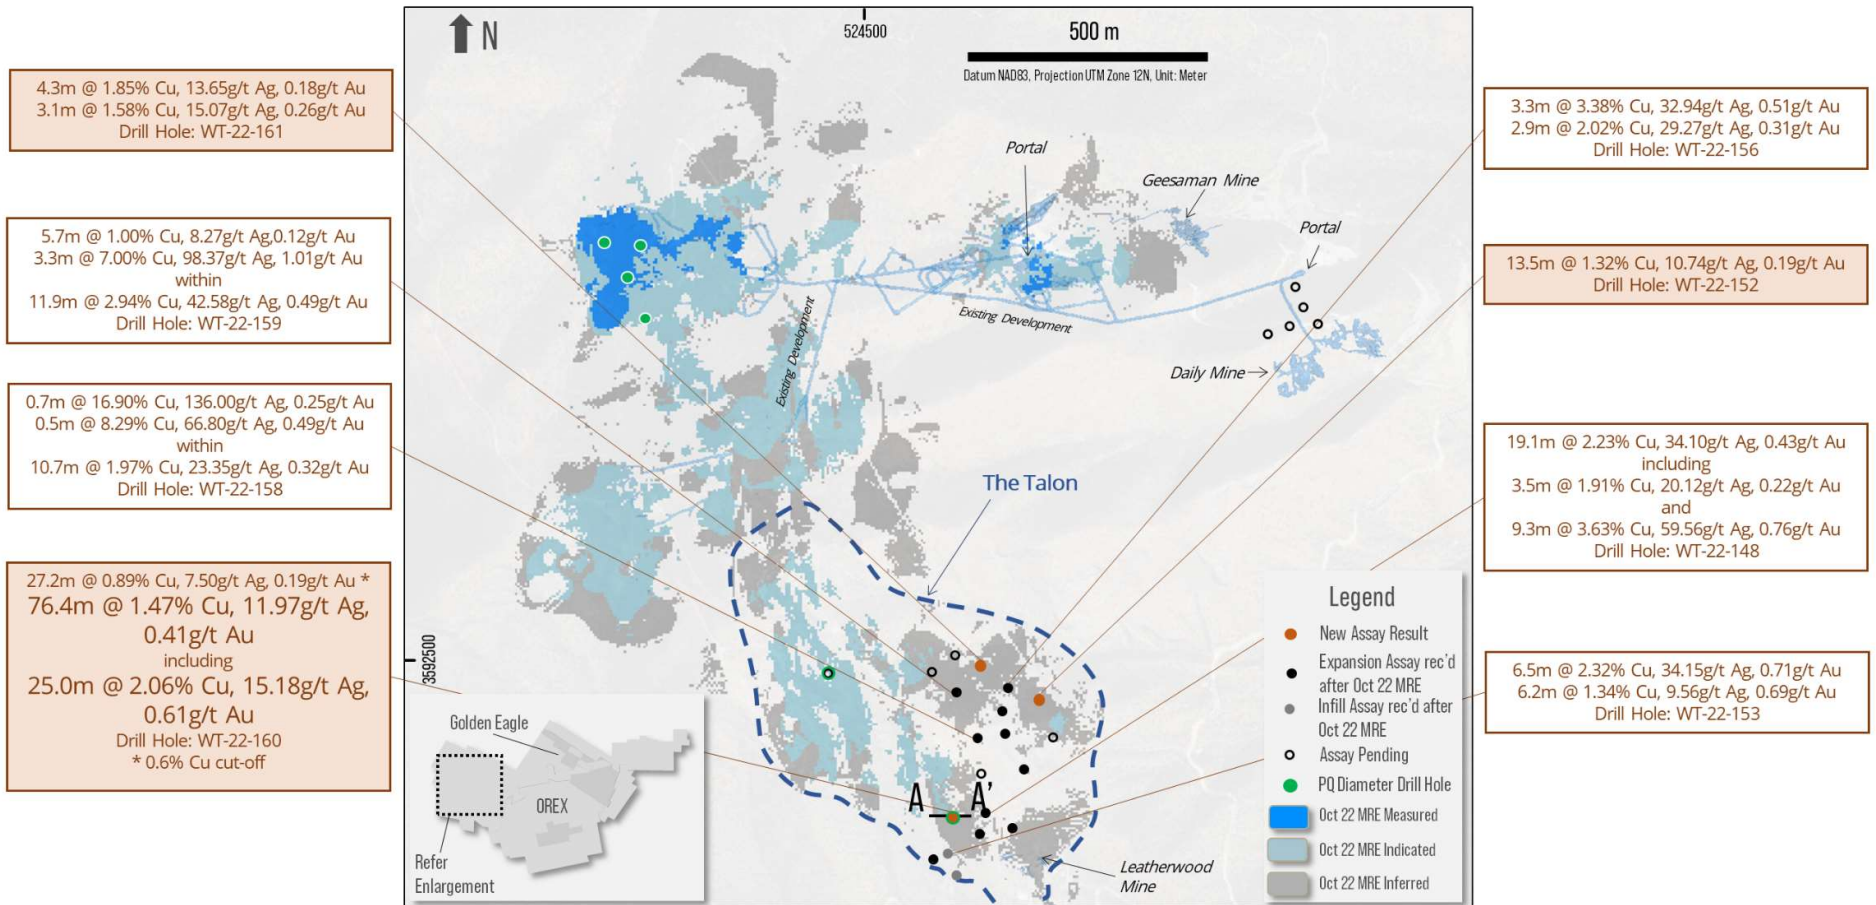 4.3m @ 1.85% Cu, 13.65g/t Ag, 0.18g/t Au
3.1m @ 1.58% Cu, 15.07g/t Ag, 0.26g/t Au
Drill Hole: WT-22-161
5.7m @ 1.00% Cu, 8.27g/t Ag,0.12g/t Au
3.3m @ 7.00% Cu, 98.37g/t Ag, 1.01g/t Au
within
11.9m @ 2.94% Cu, 42.58g/t Ag, 0.49g/t Au
Drill Hole: WT-22-159
0.7m @ 16.90% Cu, 136.00g/t Ag, 0.25g/t Au
0.5m @ 8.29% Cu, 66.80g/t Ag, 0.49g/t Au
within
10.7m @ 1.97% Cu, 23.35g/t Ag, 0.32g/t Au
Drill Hole: WT-22-158
27.2m @ 0.89% Cu, 7.50g/t Ag, 0.19g/t Au *
76.4m @ 1.47% Cu, 11.97g/t Ag,
0.41g/t Au
including
25.0m @ 2.06% Cu, 15.18g/t Ag,
0.61g/t Au
Drill Hole: WT-22-160
* 0.6% Cu cut-off
N
524500
500 m
Datum NAD83, Projection UTM Zone 12N, Unit: Meter
Portal
Geesaman Mine
Portal
Existing Development
Existing Development
Daily Mine
The Talon
3592500
A
A'
Leatherwood
Mine
Golden Eagle
OREX
Refer
Enlargement
Legend
New Assay Result
Expansion Assay rec'd
after Oct 22 MRE
Infill Assay rec'd after
Oct 22 MRE
Assay Pending
PQ Diameter Drill Hole
Oct 22 MRE Measured
Oct 22 MRE Indicated
Oct 22 MRE Inferred
3.3m @ 3.38% Cu, 32.94g/t Ag, 0.51g/t Au
2.9m @ 2.02% Cu, 29.27g/t Ag, 0.31g/t Au
Drill Hole: WT-22-156
13.5m @ 1.32% Cu, 10.74g/t Ag, 0.19g/t Au
Drill Hole: WT-22-152
19.1m @ 2.23% Cu, 34.10g/t Ag, 0.43g/t Au
including
3.5m @ 1.91% Cu, 20.12g/t Ag, 0.22g/t Au
and
9.3m @ 3.63% Cu, 59.56g/t Ag, 0.76g/t Au
Drill Hole: WT-22-148
6.5m @ 2.32% Cu, 34.15g/t Ag, 0.71g/t Au
6.2m @ 1.34% Cu, 9.56g/t Ag, 0.69g/t Au
Drill Hole: WT-22-153